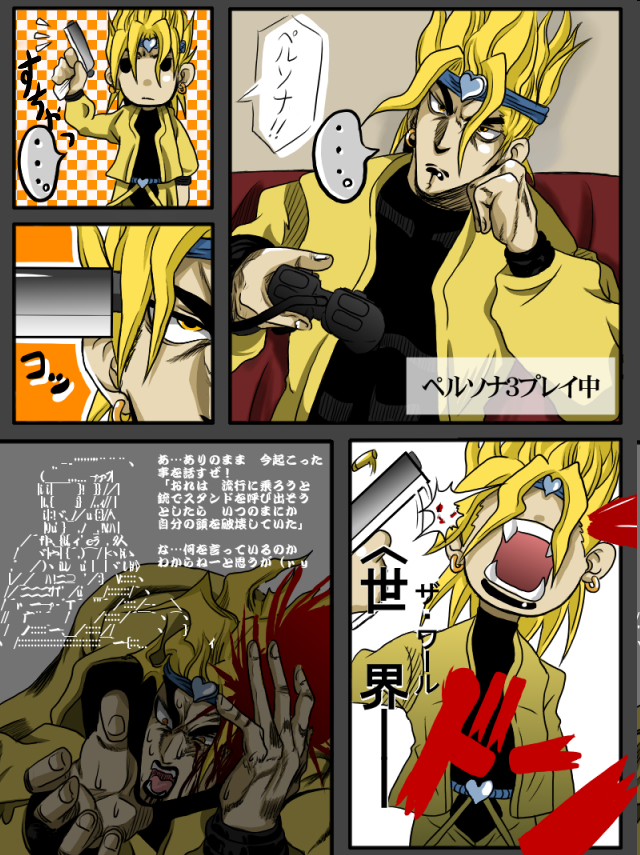 ペルソナ!!
ペルソナ3プレイ中
すちゃっ
コッ
ザ・ワールド
世界――
ドーン
あ…ありのまま　今起こった
事を話すぜ！
「おれは　流行に乗ろうと
銃でスタンドを呼び出そう
としたら　いつのまにか
自分の頭を破壊していた」
な…何を言っているのか
わからねーと思うが（ｒｙ